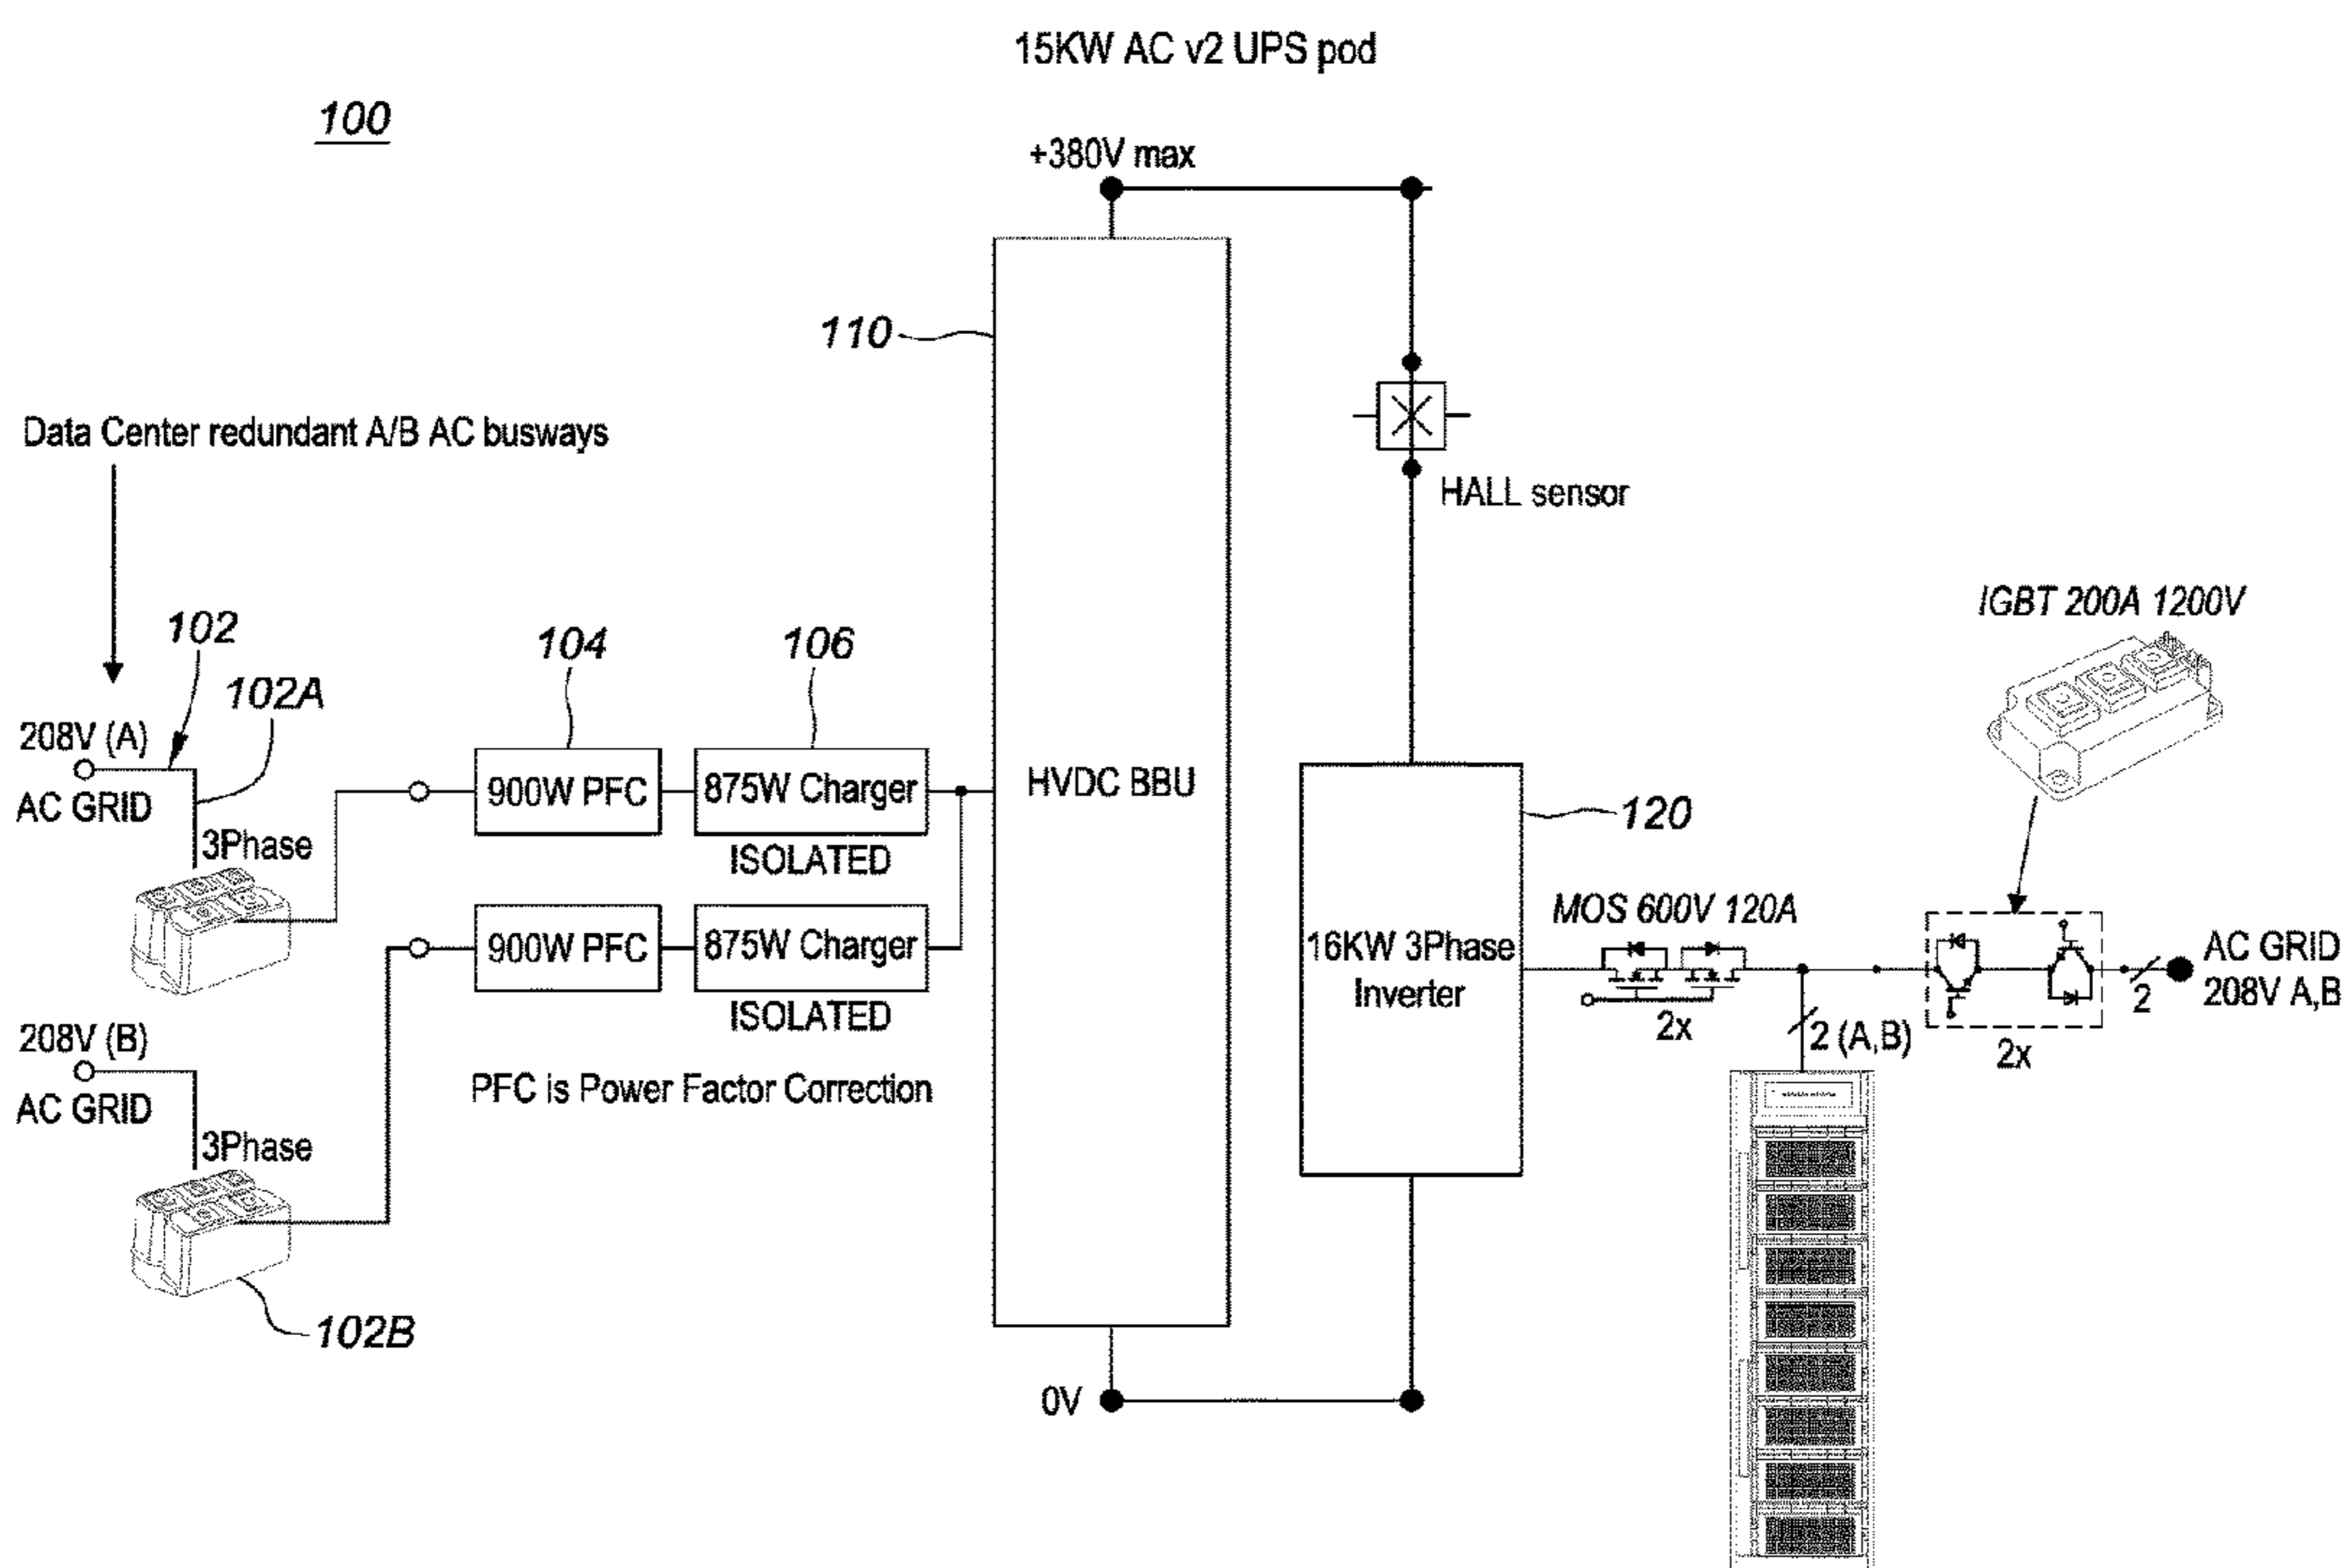 15KW AC v2 UPS pod
100
+380V max
110
Data Center redundant A/B AC busways
HALL sensor
IGBT 200A 1200V
102
104
106
102A
208V (A)
AC GRID
3Phase
900W PFC
875W Charger
ISOLATED
HVDC BBU
120
900W PFC
875W Charger
ISOLATED
16KW 3Phase
Inverter
MOS 600V 120A
2x
2 (A,B)
2x
2
AC GRID
208V A,B
208V (B)
AC GRID
3Phase
PFC is Power Factor Correction
102B
0V